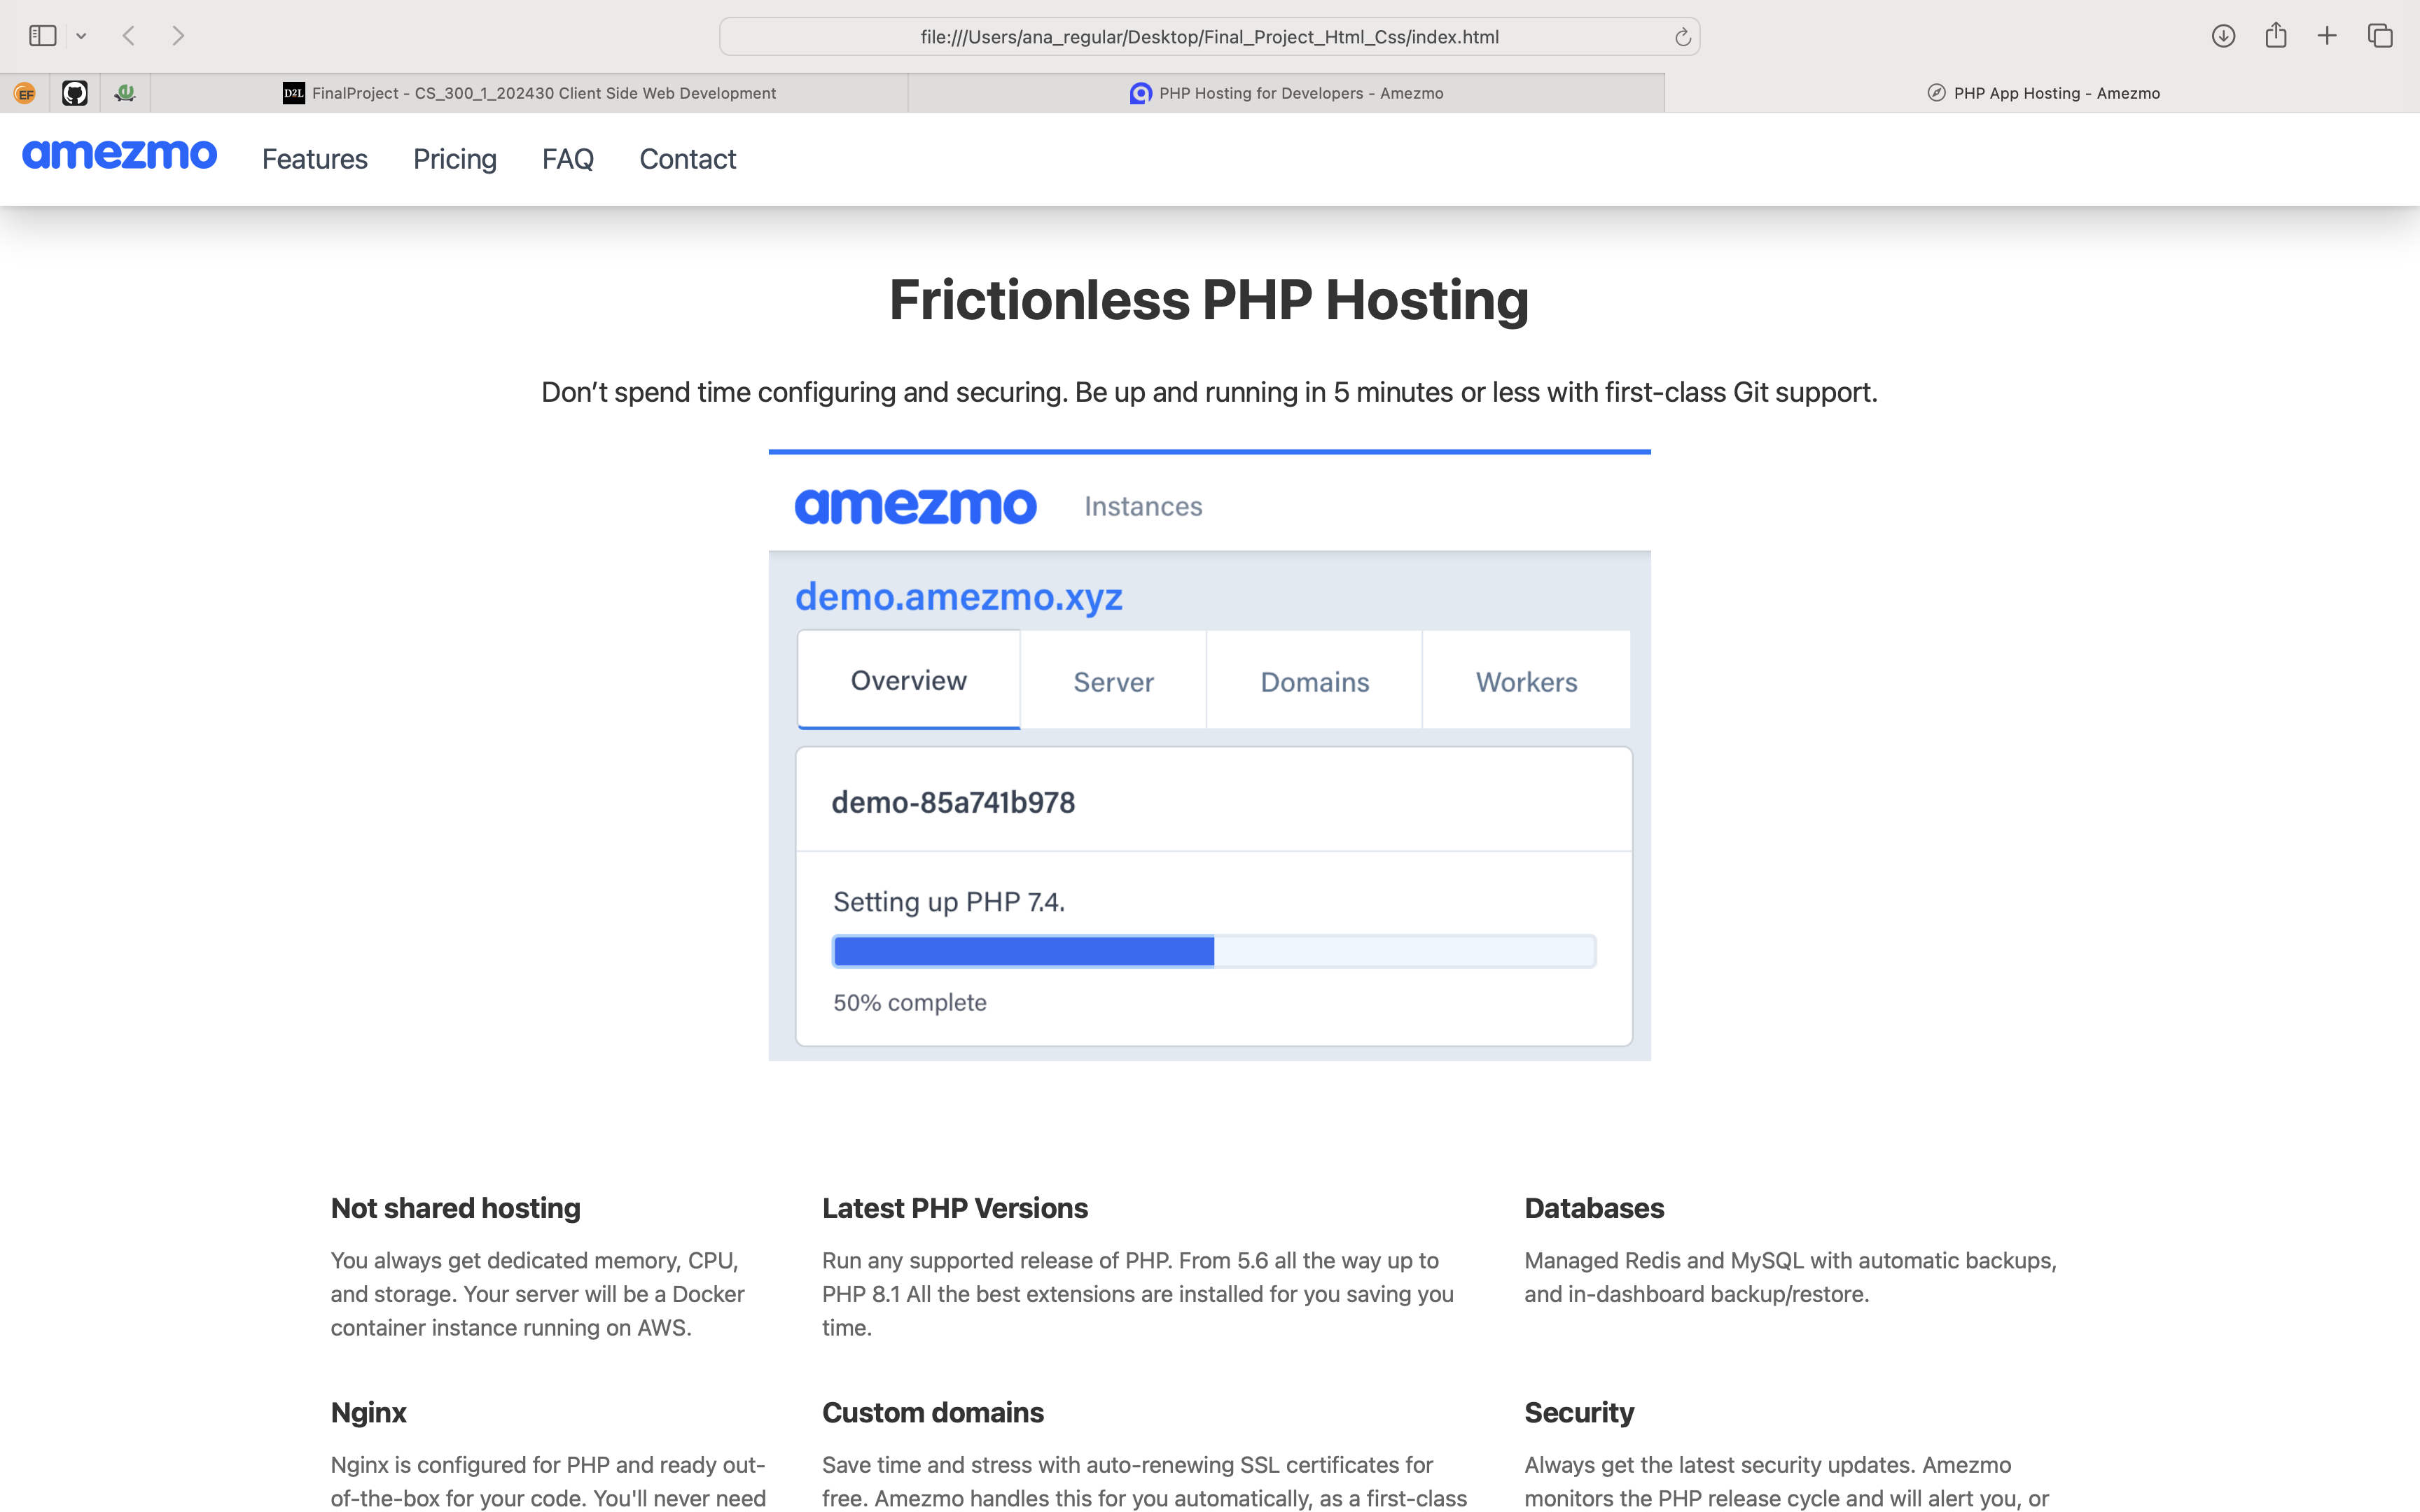 file:///Users/ana_regular/Desktop/Final_Project_Html_Css/index.html
EF
D2L FinalProject - CS_300_1_202430 Client Side Web Development
PHP Hosting for Developers - Amezmo
PHP App Hosting - Amezmo
amezmo Features Pricing FAQ Contact
Frictionless PHP Hosting
Don’t spend time configuring and securing. Be up and running in 5 minutes or less with first-class Git support.
amezmo Instances
demo.amezmo.xyz
Overview Server Domains Workers
demo-85a741b978
Setting up PHP 7.4.
50% complete
Not shared hosting
You always get dedicated memory, CPU,
and storage. Your server will be a Docker
container instance running on AWS.
Latest PHP Versions
Run any supported release of PHP. From 5.6 all the way up to
PHP 8.1 All the best extensions are installed for you saving you
time.
Databases
Managed Redis and MySQL with automatic backups,
and in-dashboard backup/restore.
Nginx
Nginx is configured for PHP and ready out-
of-the-box for your code. You'll never need
Custom domains
Save time and stress with auto-renewing SSL certificates for
free. Amezmo handles this for you automatically, as a first-class
Security
Always get the latest security updates. Amezmo
monitors the PHP release cycle and will alert you, or